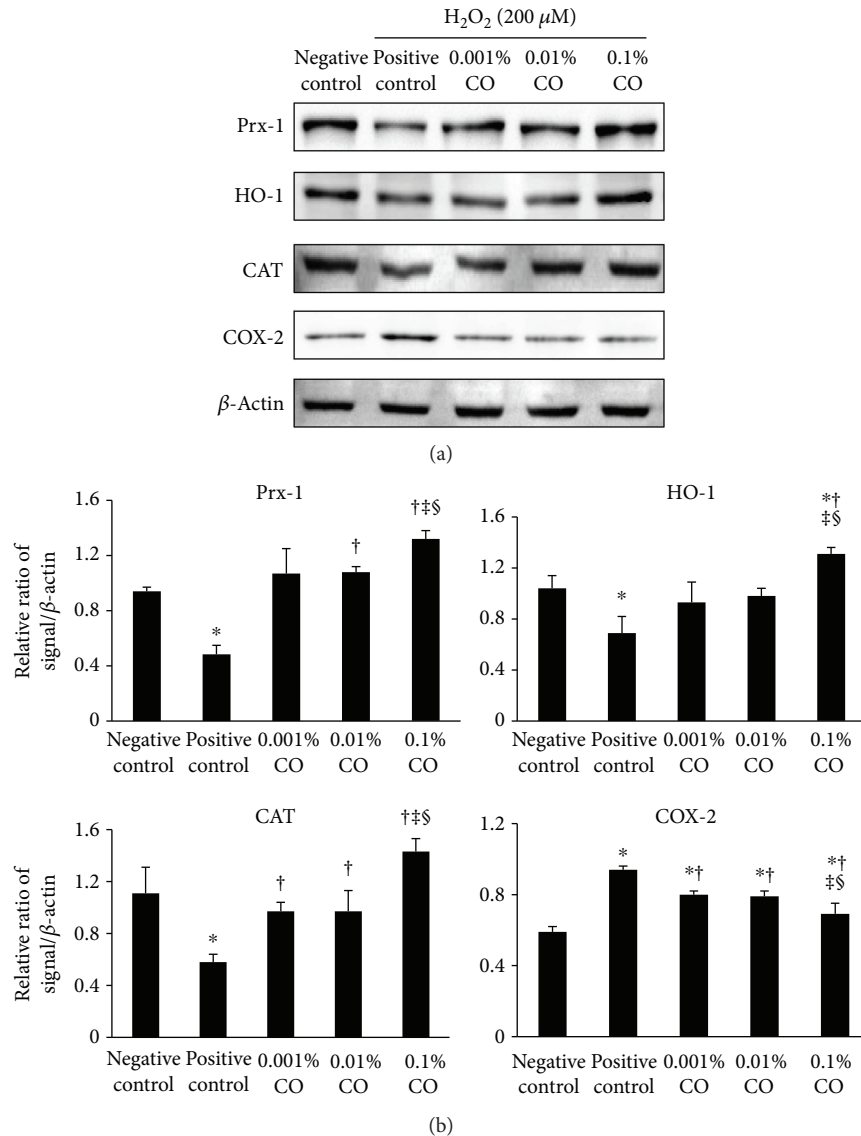 H₂O₂ (200 μM)
Negative control
Positive control
0.001% CO
0.01% CO
0.1% CO
Prx-1
HO-1
CAT
COX-2
β-Actin
(a)
Prx-1
Relative ratio of
signal/β-actin
1.6
1.2
0.8
0.4
0
*
†
†‡§
Negative control
Positive control
0.001% CO
0.01% CO
0.1% CO
HO-1
1.6
1.2
0.8
0.4
0
*
*†
‡§
Negative control
Positive control
0.001% CO
0.01% CO
0.1% CO
CAT
Relative ratio of
signal/β-actin
1.6
1.2
0.8
0.4
0
*
†
†
†‡§
Negative control
Positive control
0.001% CO
0.01% CO
0.1% CO
COX-2
1.2
0.8
0.4
0
*
*†
*†
*†
‡§
Negative control
Positive control
0.001% CO
0.01% CO
0.1% CO
(b)